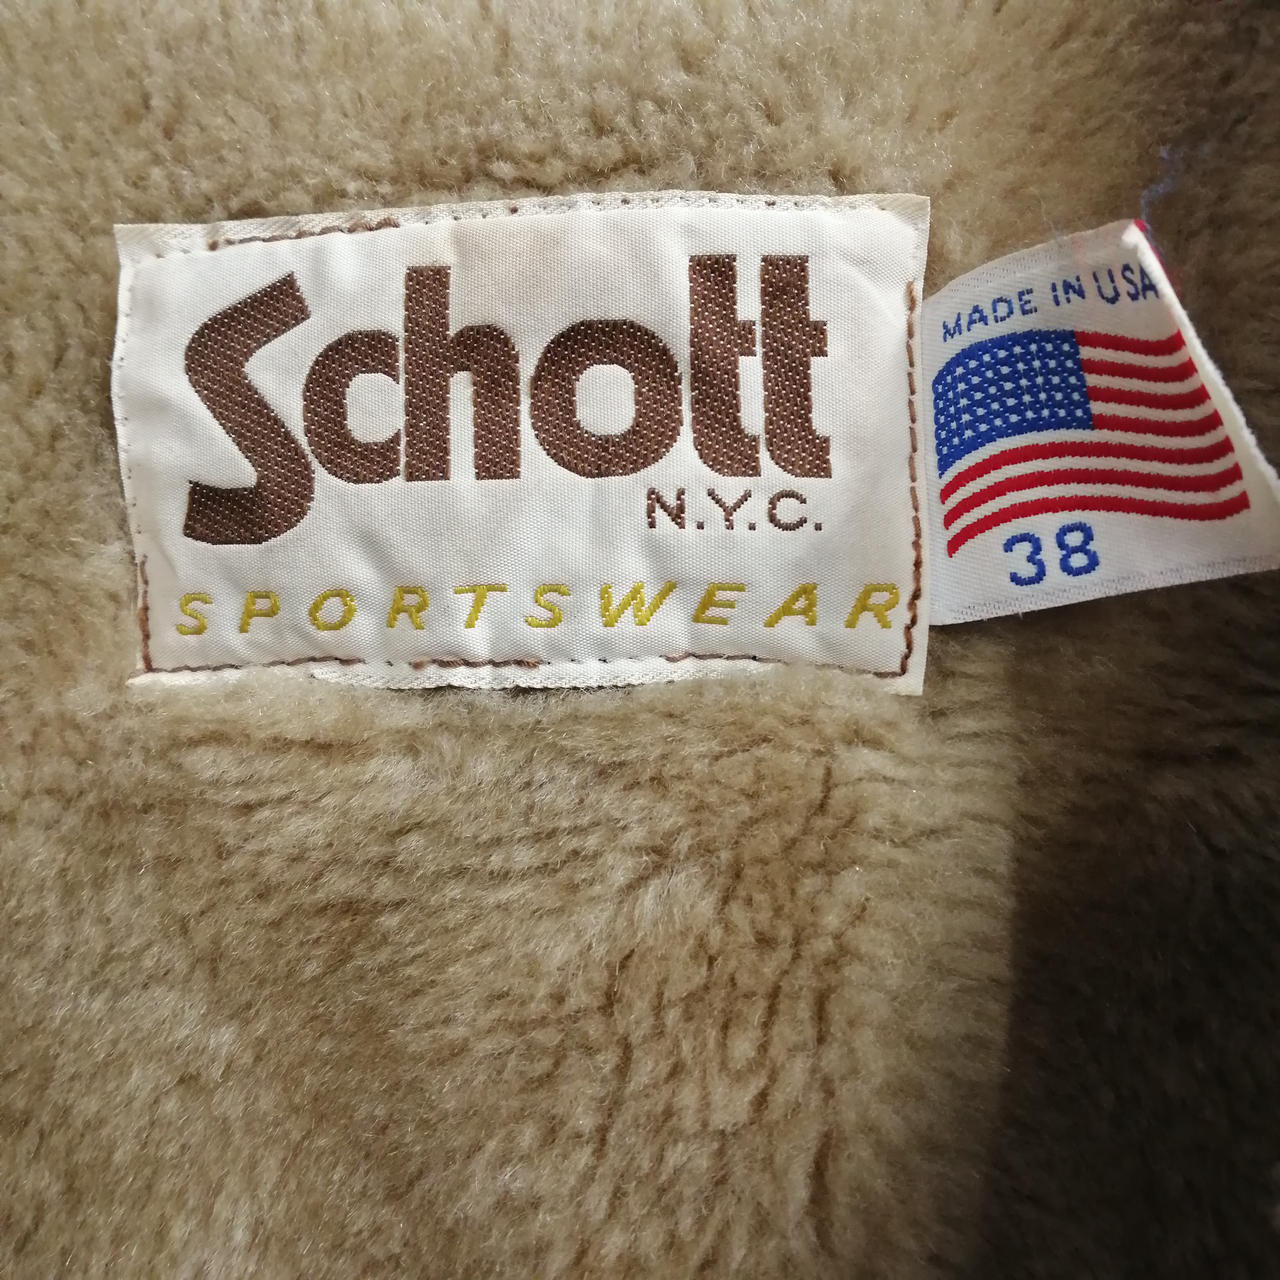 Schott
N.Y.C.
SPORTSWEAR
MADE IN USA
38